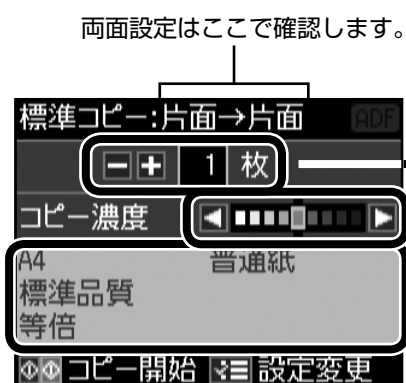 両面設定はここで確認します。
標準コピー:片面→片面 ADF
1 枚
コピー濃度
A4 普通紙
標準品質
等倍
コピー開始 設定変更